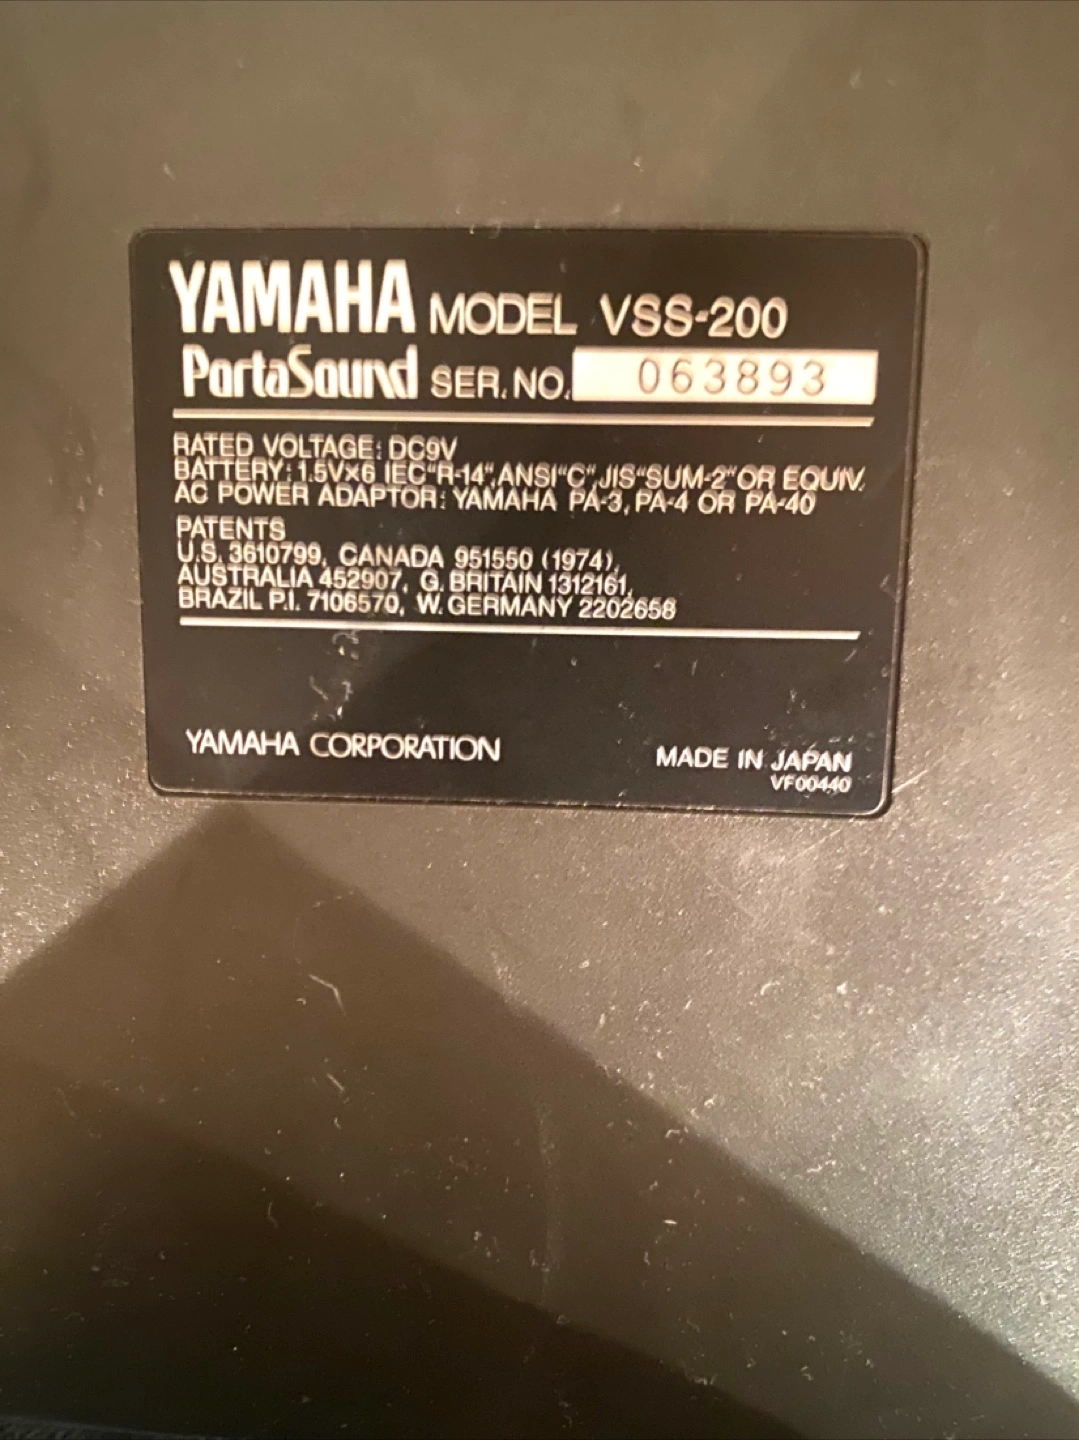 YAMAHA MODEL VSS-200
PortaSound SER. NO. 063893
RATED VOLTAGE: DC9V
BATTERY: 1.5V×6 IEC"R-14",ANSI"C",JIS"SUM-2"OR EQUIV.
AC POWER ADAPTOR: YAMAHA PA-3, PA-4 OR PA-40
PATENTS
U.S. 3610799, CANADA 951550 (1974),
AUSTRALIA 452907, G. BRITAIN 1312161,
BRAZIL P.I. 7106570, W. GERMANY 2202658
YAMAHA CORPORATION
MADE IN JAPAN
VF00440